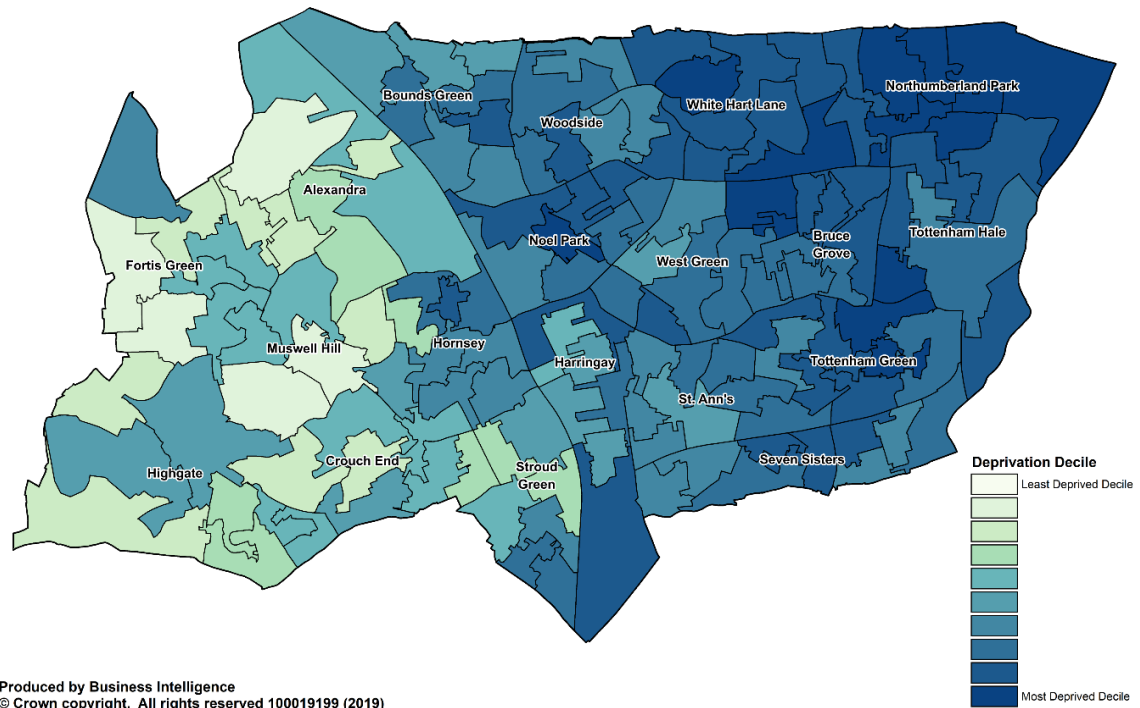 Northumberland Park
Bounds Green
White Hart Lane
Woodside
Alexandra
Tottenham Hale
Bruce
Grove
Noel Park
West Green
Fortis Green
Hornsey
Muswell Hill
Harringay
Tottenham Green
St. Ann's
Crouch End
Seven Sisters
Stroud
Green
Highgate
Deprivation Decile
Least Deprived Decile
Most Deprived Decile
Produced by Business Intelligence
© Crown copyright. All rights reserved 100019199 (2019)